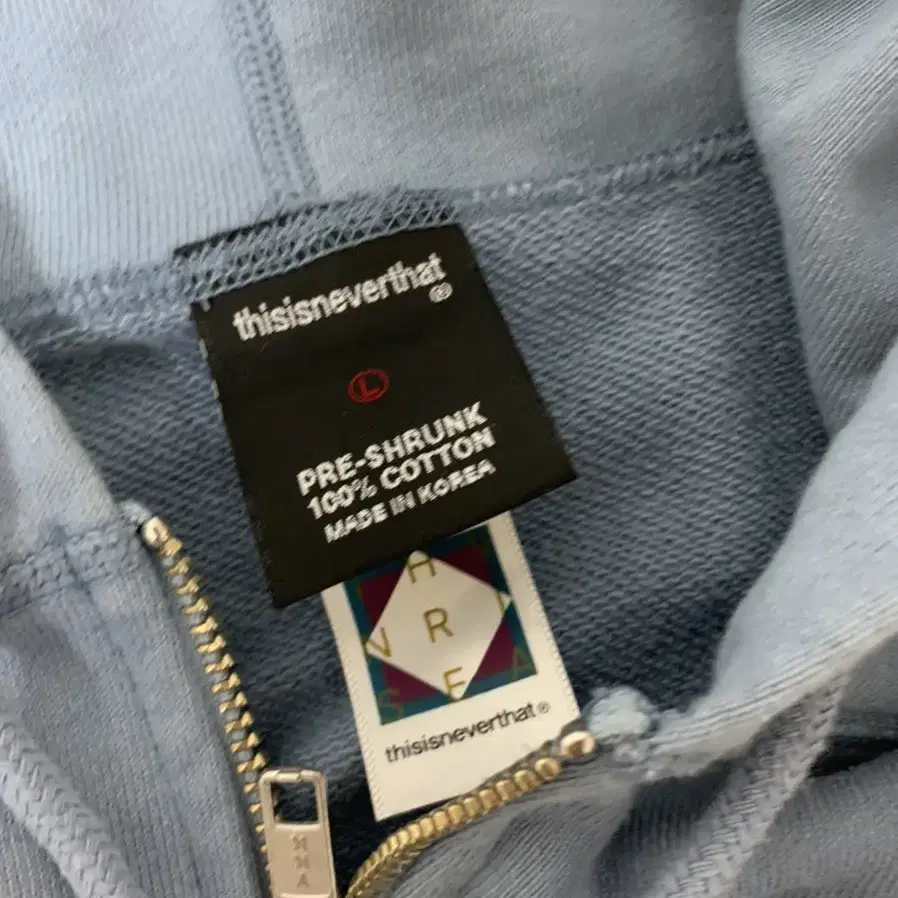 thisisneverthat®
L
PRE-SHRUNK
100% COTTON
MADE IN KOREA
H
N R I
S E A
thisisneverthat®